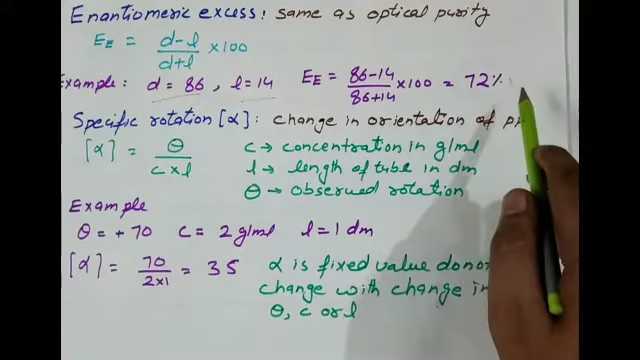 Enantiomeric excess: same as optical purity
EE = d-l / d+l ×100
Example: d = 86, l = 14 EE = 86-14 / 86+14 ×100 = 72%
Specific rotation [α]: change in orientation of
[α] = θ / c×l c→ concentration in g/ml
l → length of tube in dm
θ → observed rotation
Example
θ = +70 c = 2 g/ml l = 1 dm
[α] = 70 / 2×1 = 35 α is fixed value donot
change with change in
θ, c or l